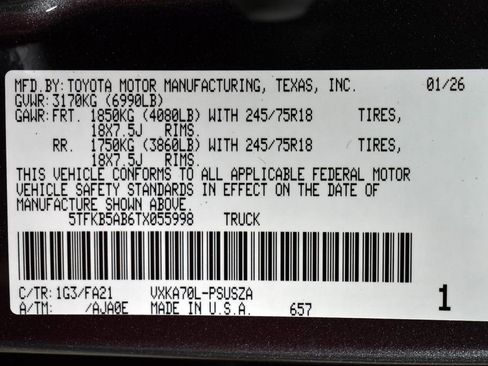 MFD.BY:TOYOTA MOTOR MANUFACTURING, TEXAS, INC. 01/26
GVWR:3170KG (6990LB)
GAWR:FRT. 1850KG (4080LB) WITH 245/75R18 TIRES,
18X7.5J RIMS.
RR. 1750KG (3860LB) WITH 245/75R18 TIRES,
18X7.5J RIMS.
THIS VEHICLE CONFORMS TO ALL APPLICABLE FEDERAL MOTOR
VEHICLE SAFETY STANDARDS IN EFFECT ON THE DATE OF
MANUFACTURE SHOWN ABOVE.
5TFKB5AB6TX055998 TRUCK
C/TR:1G3/FA21 VXKA70L-PSUSZA 1
A/TM: /AJA0E MADE IN U.S.A. 657